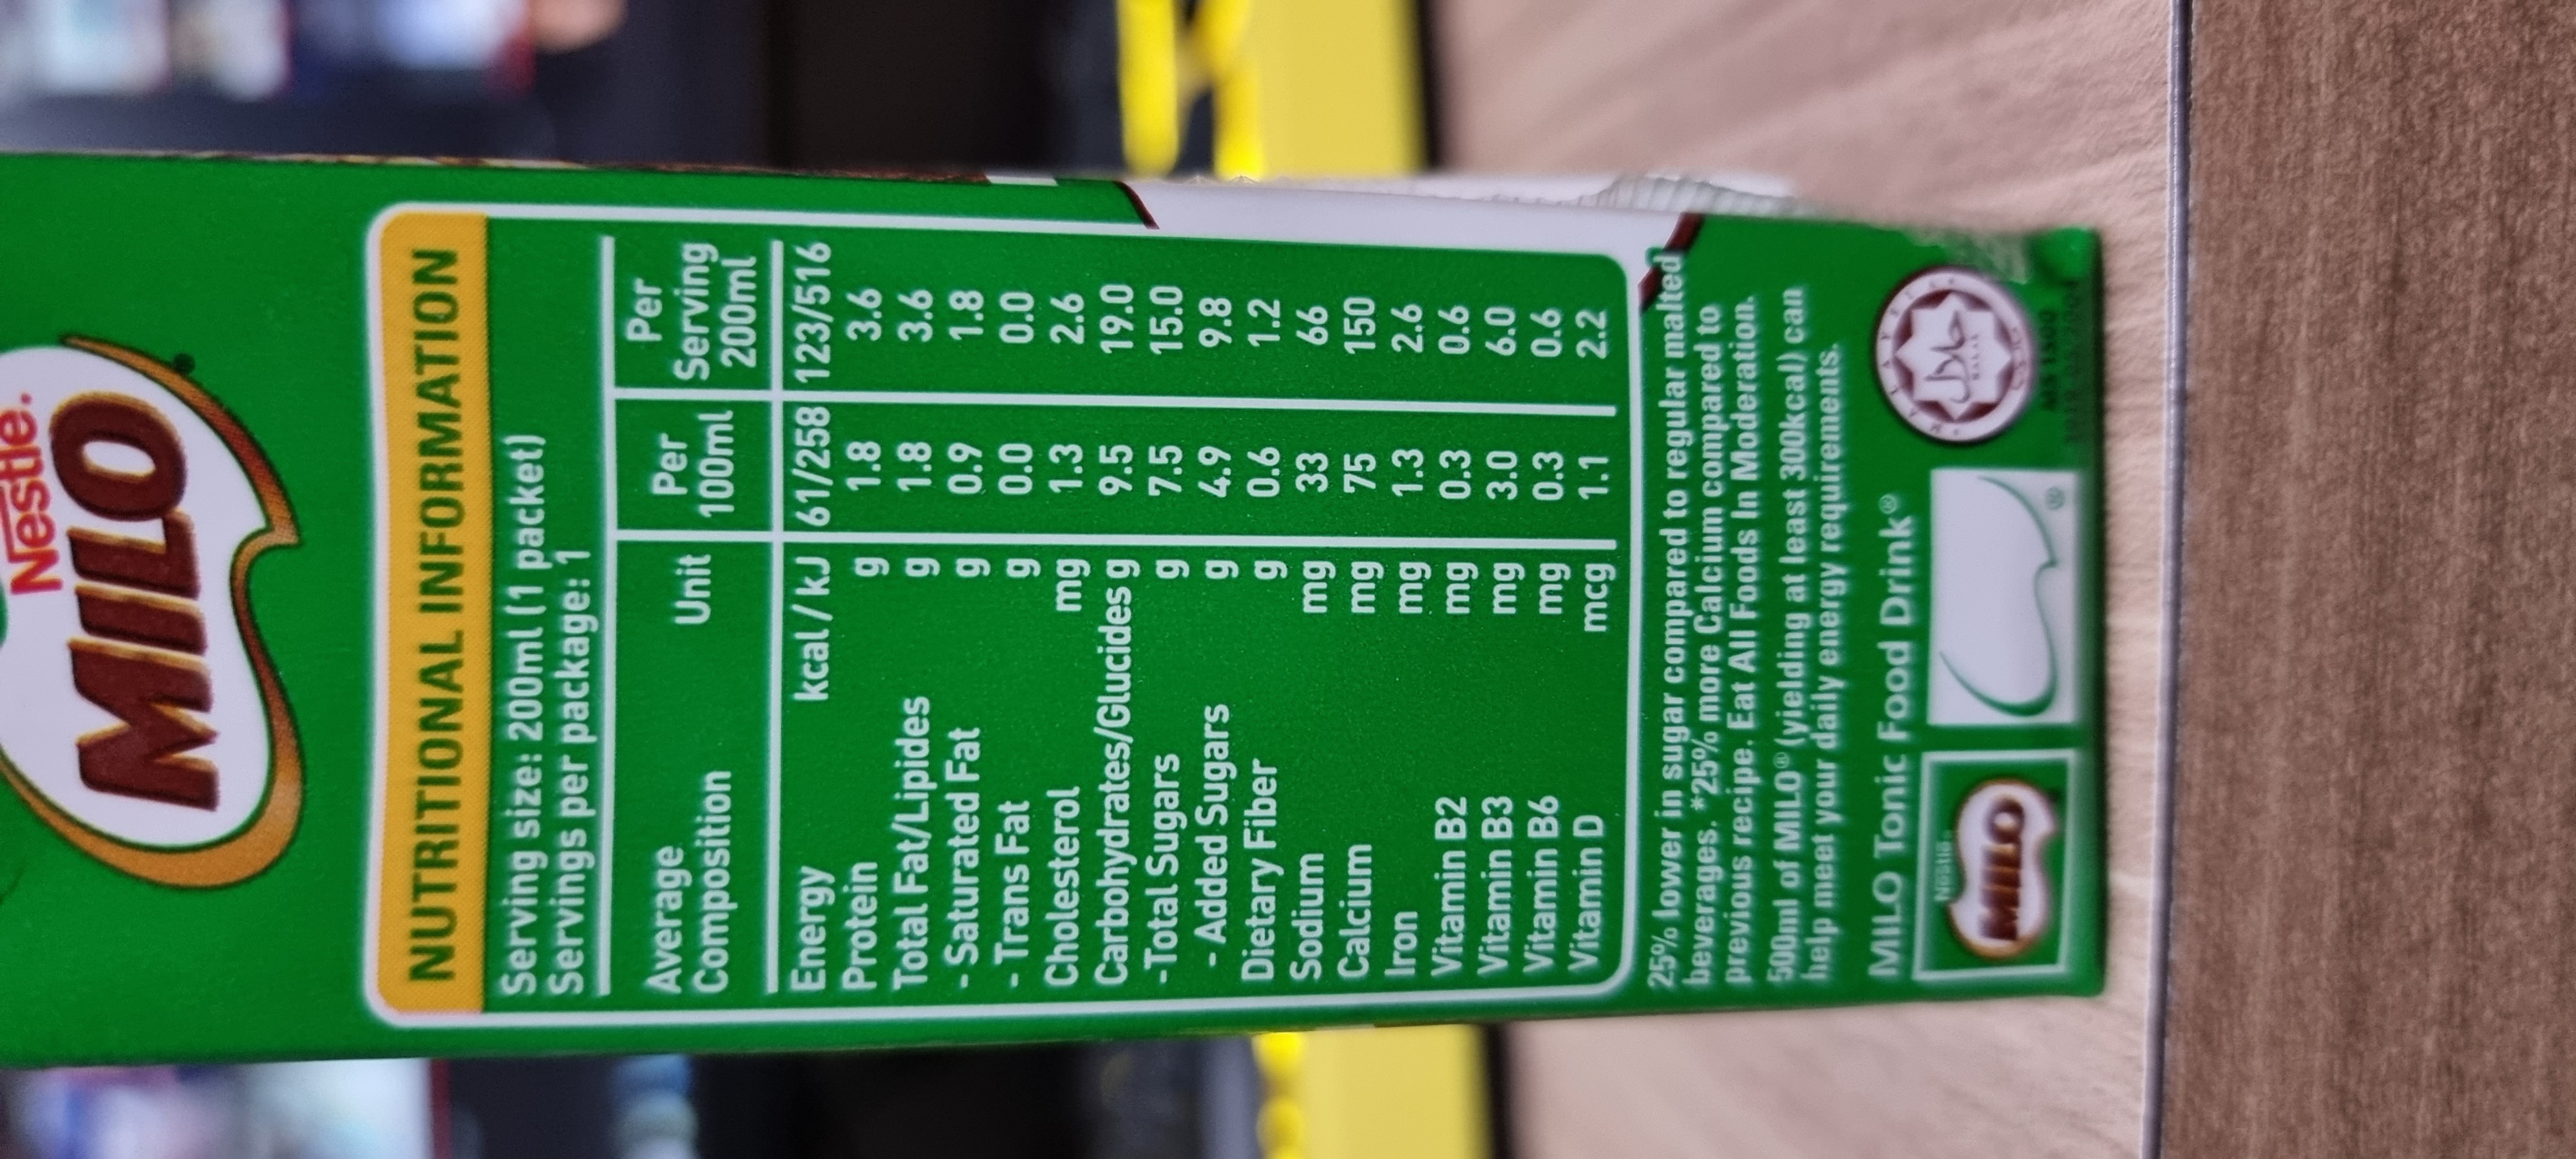 Nestlé.
MILO
NUTRITIONAL INFORMATION
Serving size: 200ml (1 packet)
Servings per package: 1
Average Composition Unit Per 100ml Per Serving 200ml
Energy kcal / kJ 61/258 123/516
Protein g 1.8 3.6
Total Fat/Lipides g 1.8 3.6
- Saturated Fat g 0.9 1.8
- Trans Fat g 0.0 0.0
Cholesterol mg 1.3 2.6
Carbohydrates/Glucides g 9.5 19.0
-Total Sugars g 7.5 15.0
- Added Sugars g 4.9 9.8
Dietary Fiber g 0.6 1.2
Sodium mg 33 66
Calcium mg 75 150
Iron mg 1.3 2.6
Vitamin B2 mg 0.3 0.6
Vitamin B3 mg 3.0 6.0
Vitamin B6 mg 0.3 0.6
Vitamin D mcg 1.1 2.2
25% lower in sugar compared to regular malted
beverages. *25% more Calcium compared to
previous recipe. Eat All Foods In Moderation.
500ml of MILO® (yielding at least 300kcal) can
help meet your daily energy requirements.
MILO Tonic Food Drink®
Nestlé.
MILO
®
MALAYSIA
حلال
HALAL
MS 1500